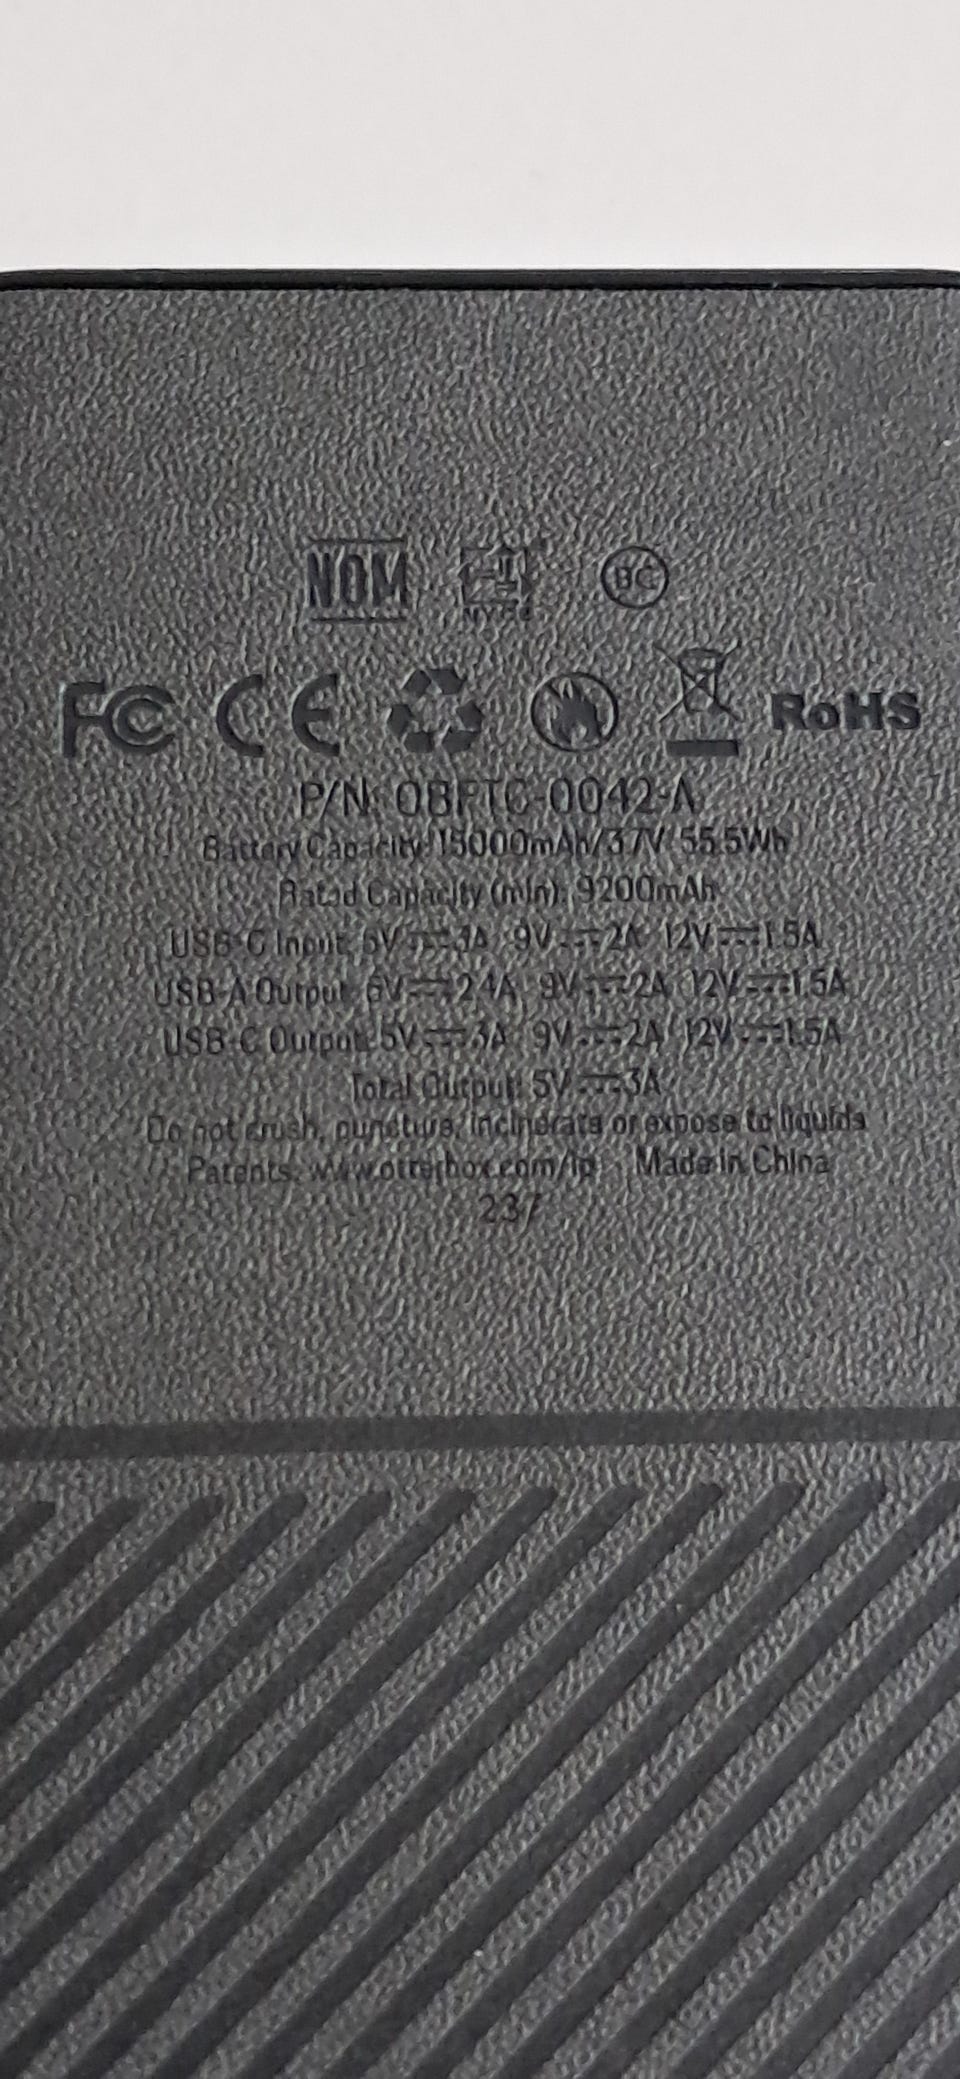 NOM NYCE BC
FC CE RoHS
P/N: OBFTC-0042-A
Battery Capacity: 15000mAh/3.7V 55.5Wh
Rated Capacity (min): 9200mAh
USB-C Input: 5V⎓3A 9V⎓2A 12V⎓1.5A
USB-A Output: 5V⎓2.4A 9V⎓2A 12V⎓1.5A
USB-C Output: 5V⎓3A 9V⎓2A 12V⎓1.5A
Total Output: 5V⎓3A
Do not crush, puncture, incinerate or expose to liquids
Patents: www.otterbox.com/ip Made in China
237